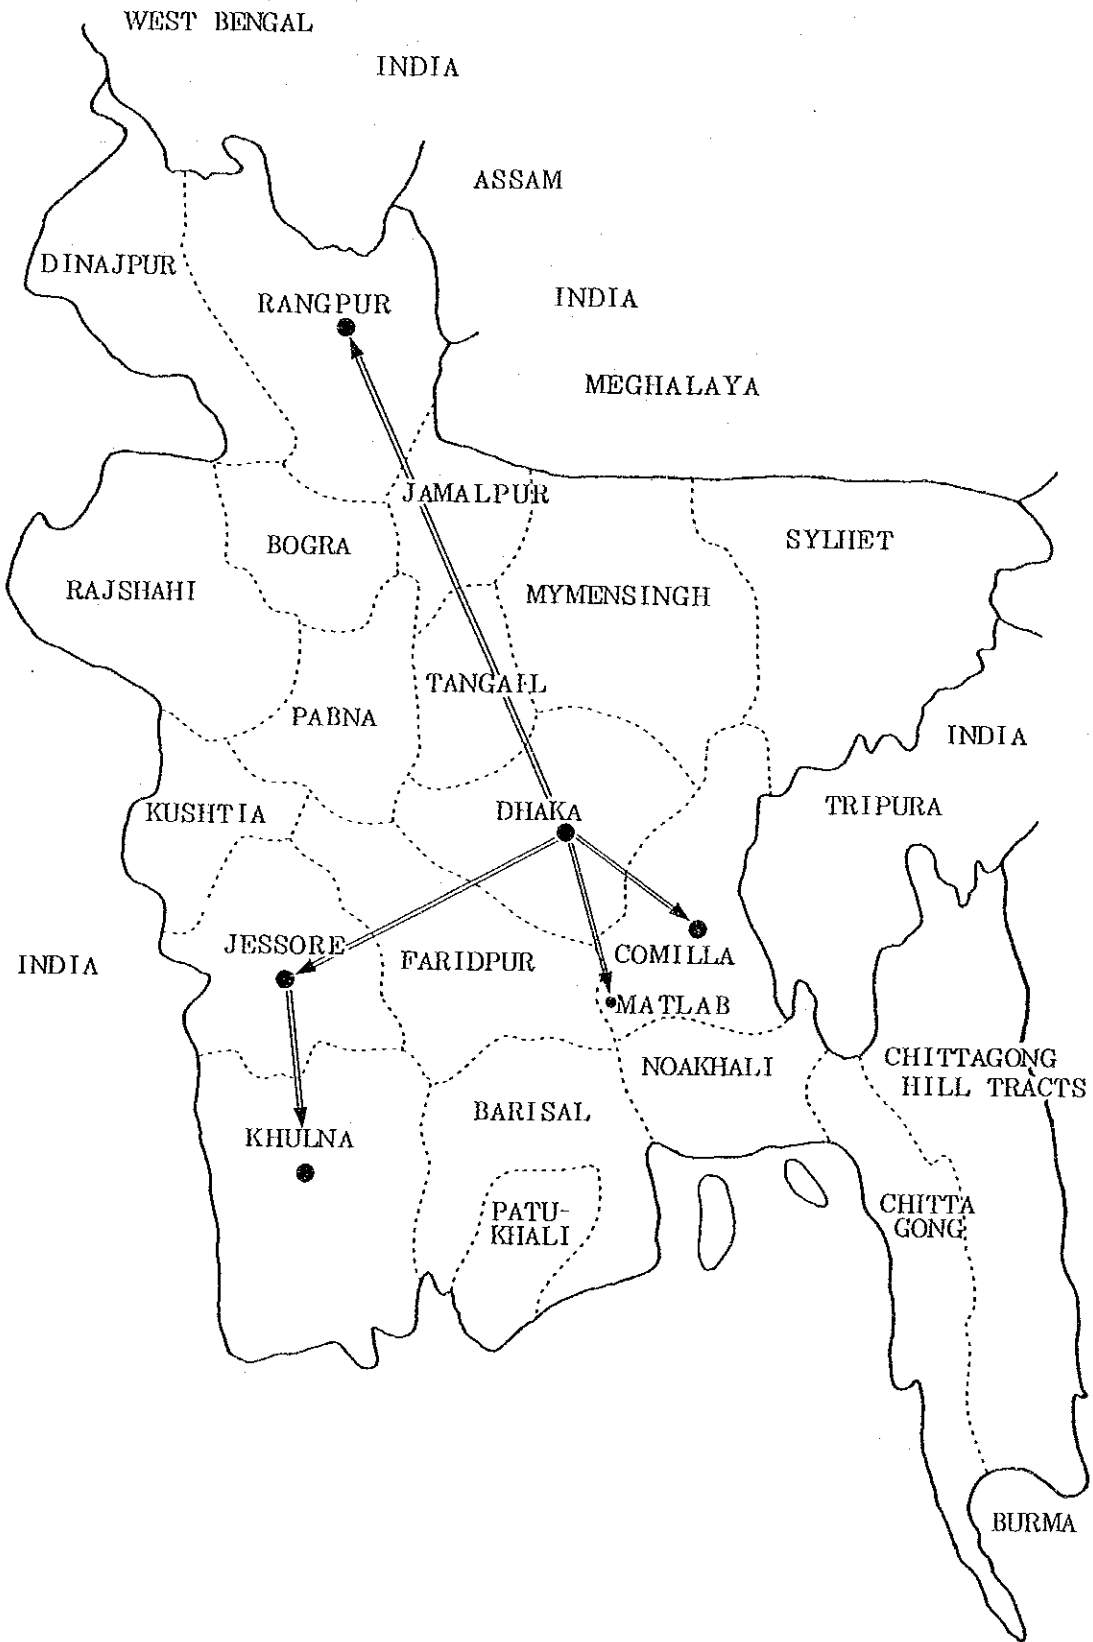 WEST BENGAL
INDIA
ASSAM
DINAJPUR
RANGPUR
INDIA
MEGHALAYA
JAMALPUR
BOGRA
SYLHET
RAJSHAHI
MYMENSINGH
TANGAIL
PABNA
INDIA
KUSHTIA
DHAKA
TRIPURA
JESSORE
INDIA
FARIDPUR
COMILLA
MATLAB
NOAKHALI
CHITTAGONG
HILL TRACTS
BARISAL
KHULNA
PATU-
KHALI
CHITTA
GONG
BURMA